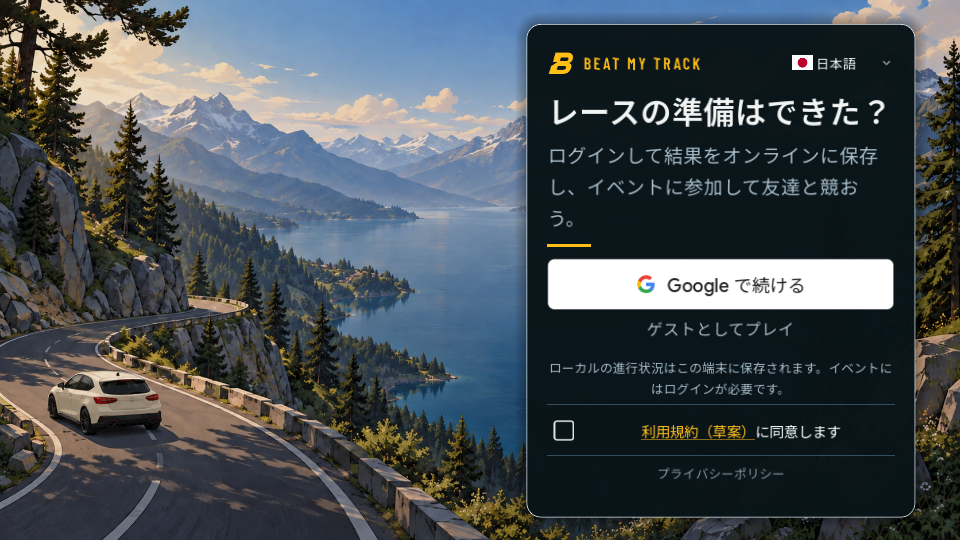 BEAT MY TRACK
日本語
レースの準備はできた？
ログインして結果をオンラインに保存
し、イベントに参加して友達と競お
う。
Google で続ける
ゲストとしてプレイ
ローカルの進行状況はこの端末に保存されます。イベントに
はログインが必要です。
利用規約（草案）に同意します
プライバシーポリシー